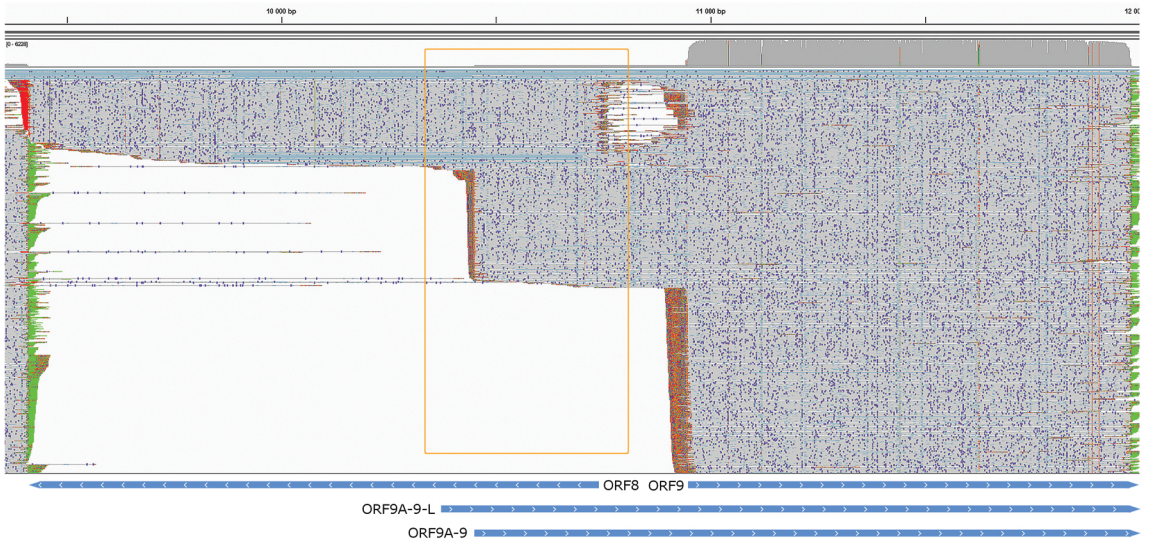 10 000 bp 11 000 bp 12 00
[0 - 6228]
ORF8 ORF9
ORF9A-9-L
ORF9A-9